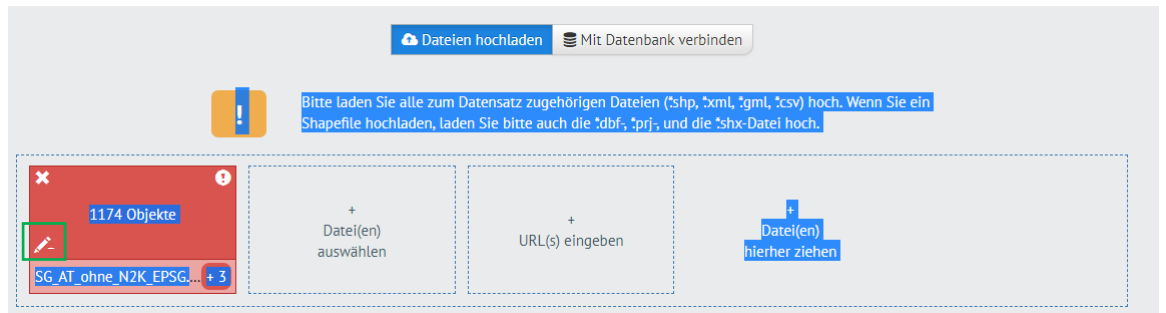 Dateien hochladen Mit Datenbank verbinden
Bitte laden Sie alle zum Datensatz zugehörigen Dateien (*.shp, *.xml, *.gml, *.csv) hoch. Wenn Sie ein
Shapefile hochladen, laden Sie bitte auch die *.dbf-, *.prj-, und die *.shx-Datei hoch.
1174 Objekte
SG_AT_ohne_N2K_EPSG.... + 3
+
Datei(en)
auswählen
+
URL(s) eingeben
+
Datei(en)
hierher ziehen